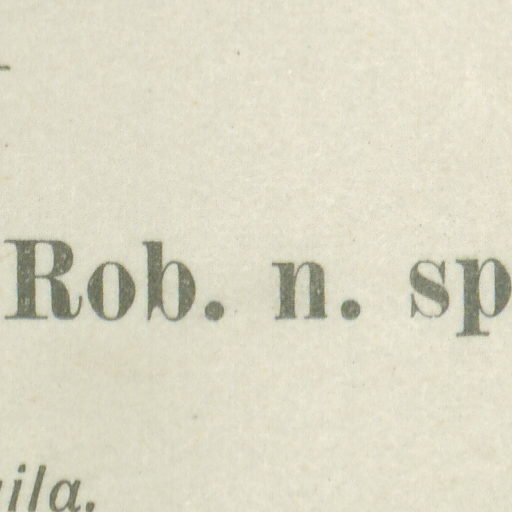 Rob. n. sp
ila.